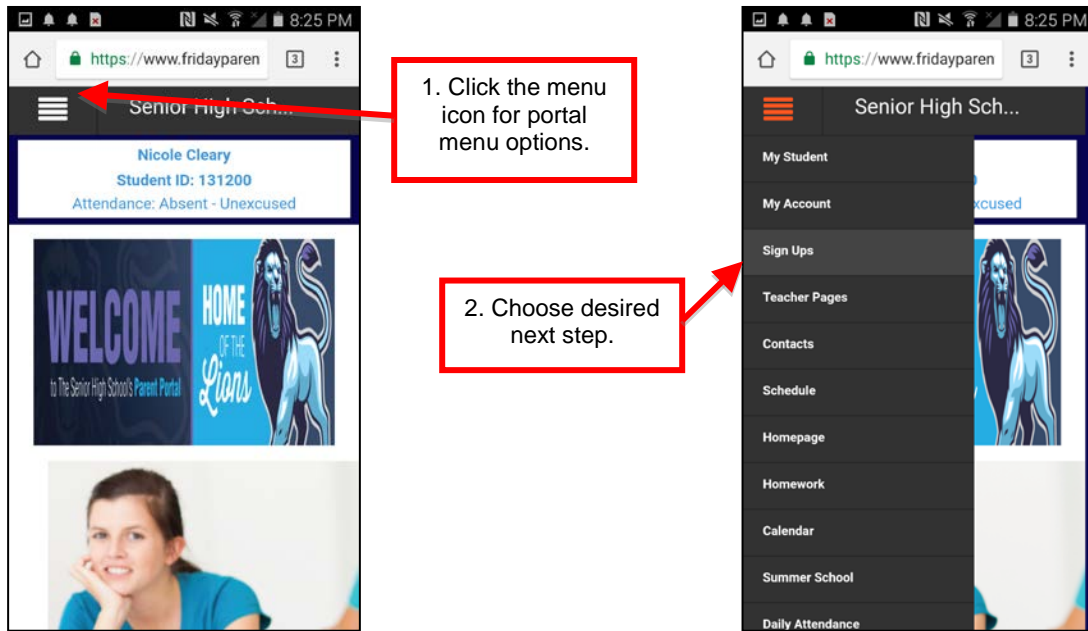 8:25 PM
https://www.fridayparen
3
Senior High Sch...
Nicole Cleary
Student ID: 131200
Attendance: Absent - Unexcused
WELCOME
to The Senior High School's Parent Portal
HOME
OF THE
Lions
1. Click the menu
icon for portal
menu options.
2. Choose desired
next step.
8:25 PM
https://www.fridayparen
3
Senior High Sch...
My Student
My Account
xcused
Sign Ups
Teacher Pages
Contacts
Schedule
Homepage
Homework
Calendar
Summer School
Daily Attendance